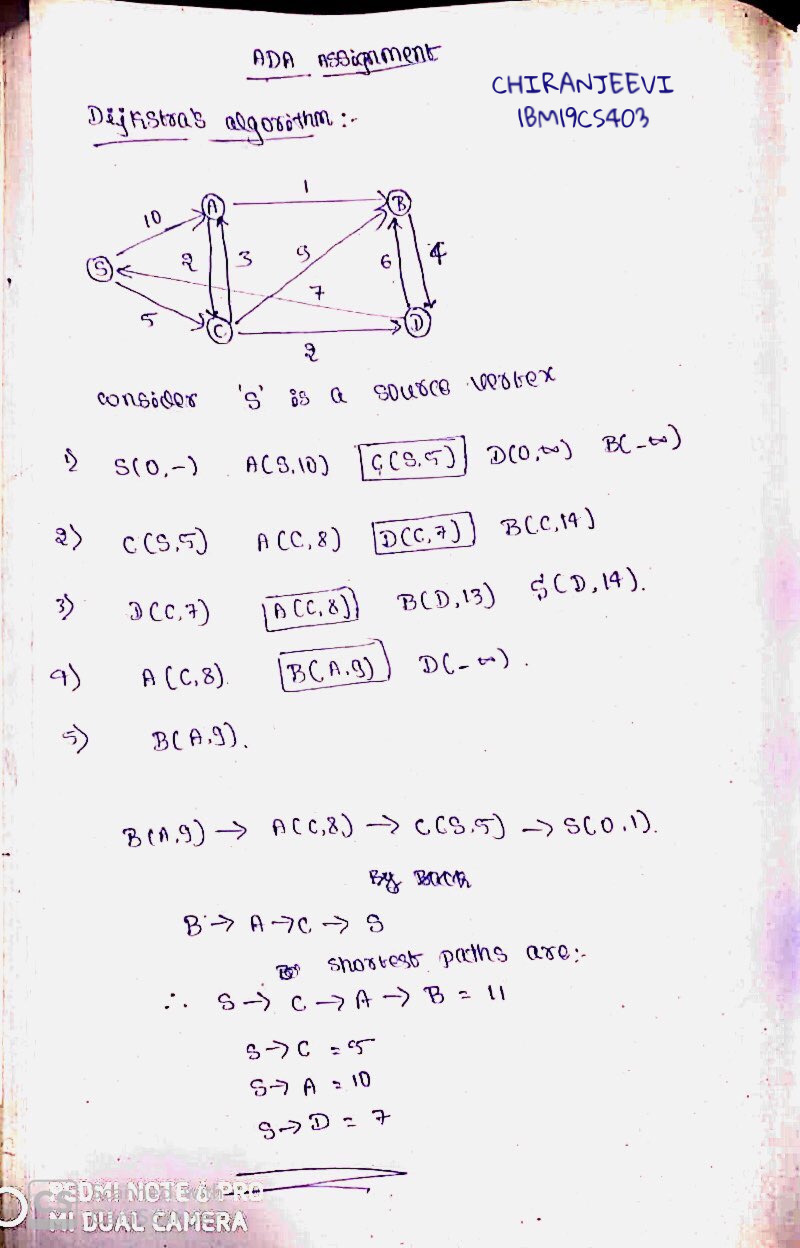 ADA Assignment
CHIRANJEEVI
1BM19CS403
Dijkstra's algorithm :-
10 A 1 B
S 2 3 9 6 4
7
5 C D
2
consider 'S' is a source vertex
1) S(0,-) A(S,10) C(S,5) D(0,∞) B(-∞)
2) C(S,5) A(C,8) D(C,7) B(C,14)
3) D(C,7) A(C,8) B(D,13) S(D,14).
4) A(C,8). B(A,9) D(-∞).
5) B(A,9).
B(A,9) → A(C,8) → C(S,5) → S(0,1).
By Back
B → A → C → S
shortest paths are:-
∴ S → C → A → B = 11
S → C = 5
S → A = 10
S → D = 7
REDMI NOTE 6 PRO
MI DUAL CAMERA